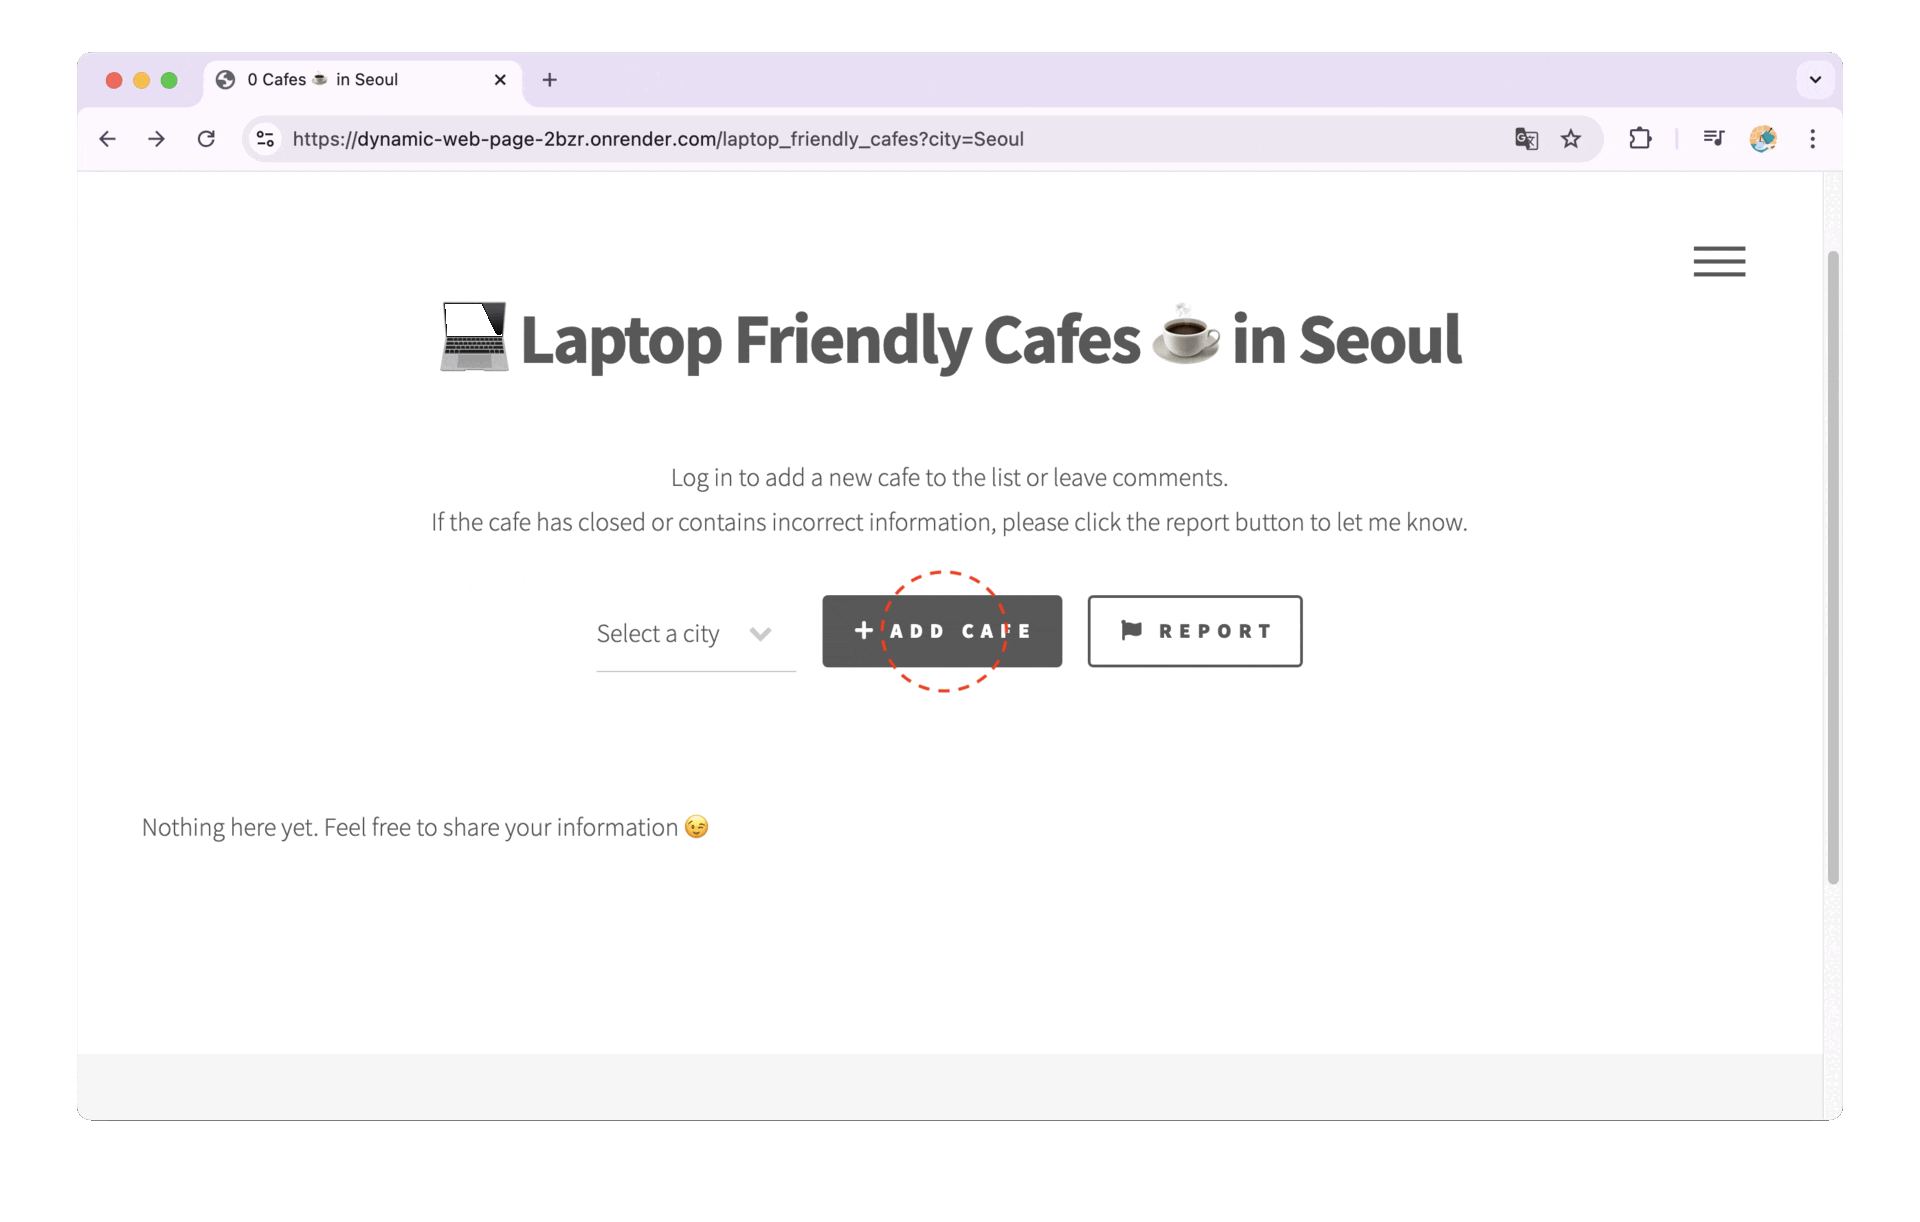 0 Cafes ☕ in Seoul
https://dynamic-web-page-2bzr.onrender.com/laptop_friendly_cafes?city=Seoul
💻 Laptop Friendly Cafes ☕ in Seoul
Log in to add a new cafe to the list or leave comments.
If the cafe has closed or contains incorrect information, please click the report button to let me know.
Select a city
+ ADD CAFE
REPORT
Nothing here yet. Feel free to share your information 😉